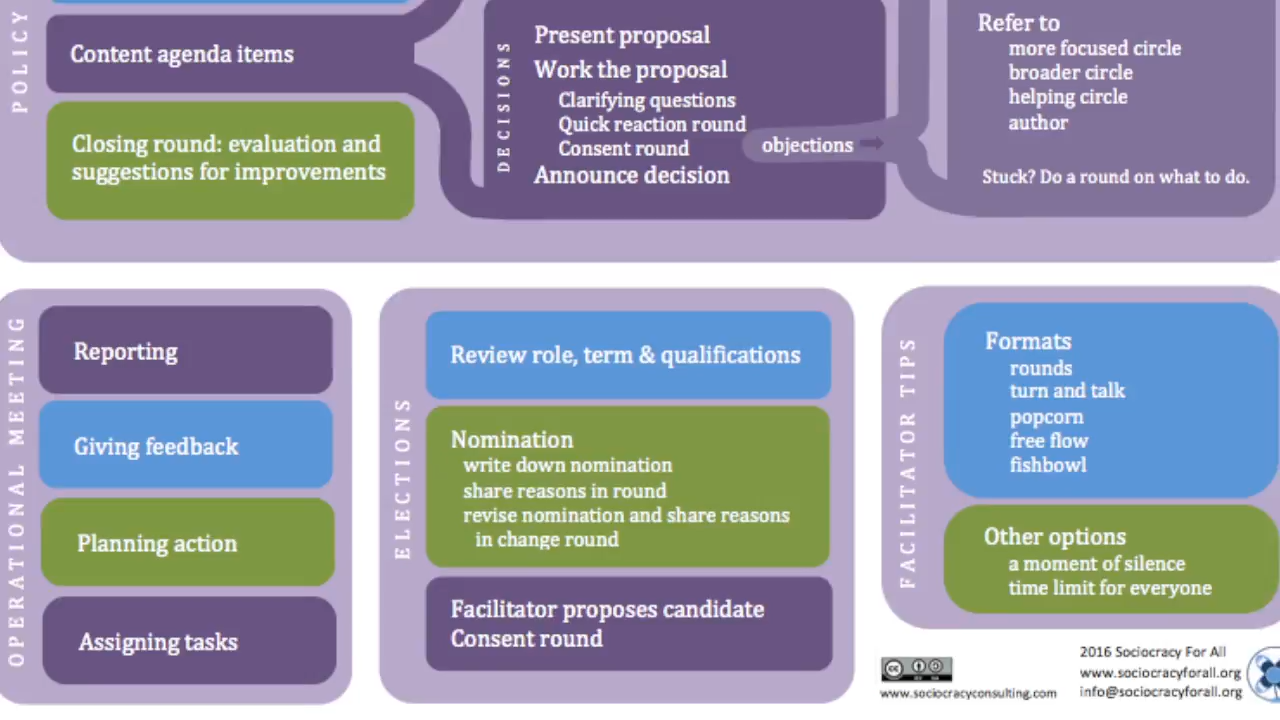 POLICY
Content agenda items
Closing round: evaluation and
suggestions for improvements
DECISIONS
Present proposal
Work the proposal
Clarifying questions
Quick reaction round
Consent round
Announce decision
objections
Refer to
more focused circle
broader circle
helping circle
author
Stuck? Do a round on what to do.
OPERATIONAL MEETING
Reporting
Giving feedback
Planning action
Assigning tasks
ELECTIONS
Review role, term & qualifications
Nomination
write down nomination
share reasons in round
revise nomination and share reasons
in change round
Facilitator proposes candidate
Consent round
FACILITATOR TIPS
Formats
rounds
turn and talk
popcorn
free flow
fishbowl
Other options
a moment of silence
time limit for everyone
cc
www.sociocracyconsulting.com
2016 Sociocracy For All
www.sociocracyforall.org
info@sociocracyforall.org